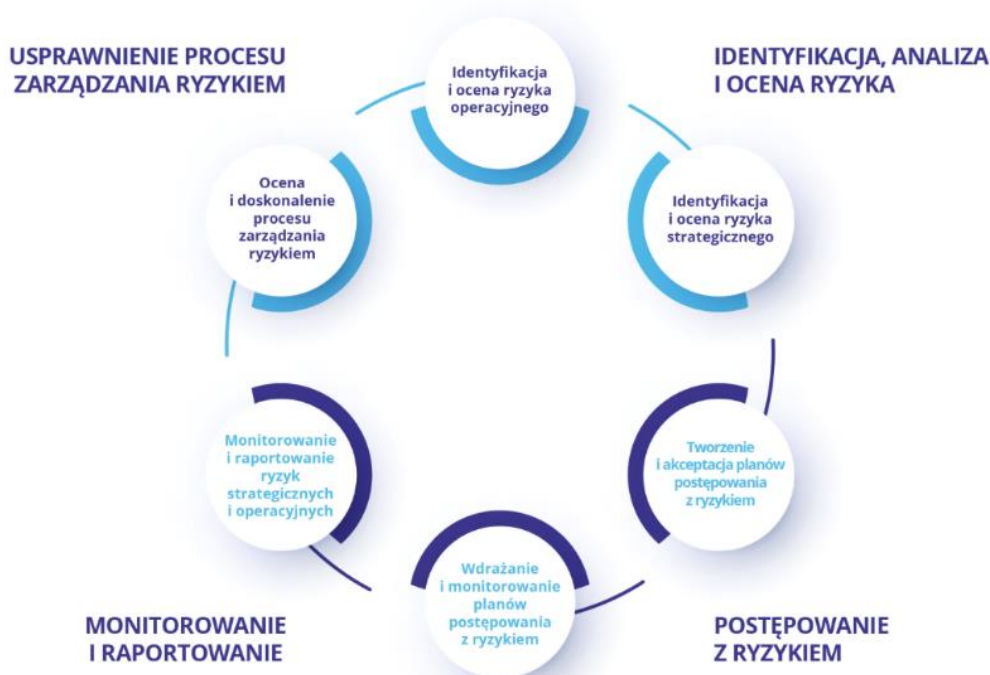 USPRAWNIENIE PROCESU
ZARZĄDZANIA RYZYKIEM
IDENTYFIKACJA, ANALIZA
I OCENA RYZYKA
Identyfikacja
i ocena ryzyka
operacyjnego
Ocena
i doskonalenie
procesu
zarządzania
ryzykiem
Identyfikacja
i ocena ryzyka
strategicznego
Monitorowanie
i raportowanie
ryzyk
strategicznych
i operacyjnych
Tworzenie
i akceptacja planów
postępowania
z ryzykiem
Wdrażanie
i monitorowanie
planów
postępowania
z ryzykiem
MONITOROWANIE
I RAPORTOWANIE
POSTĘPOWANIE
Z RYZYKIEM